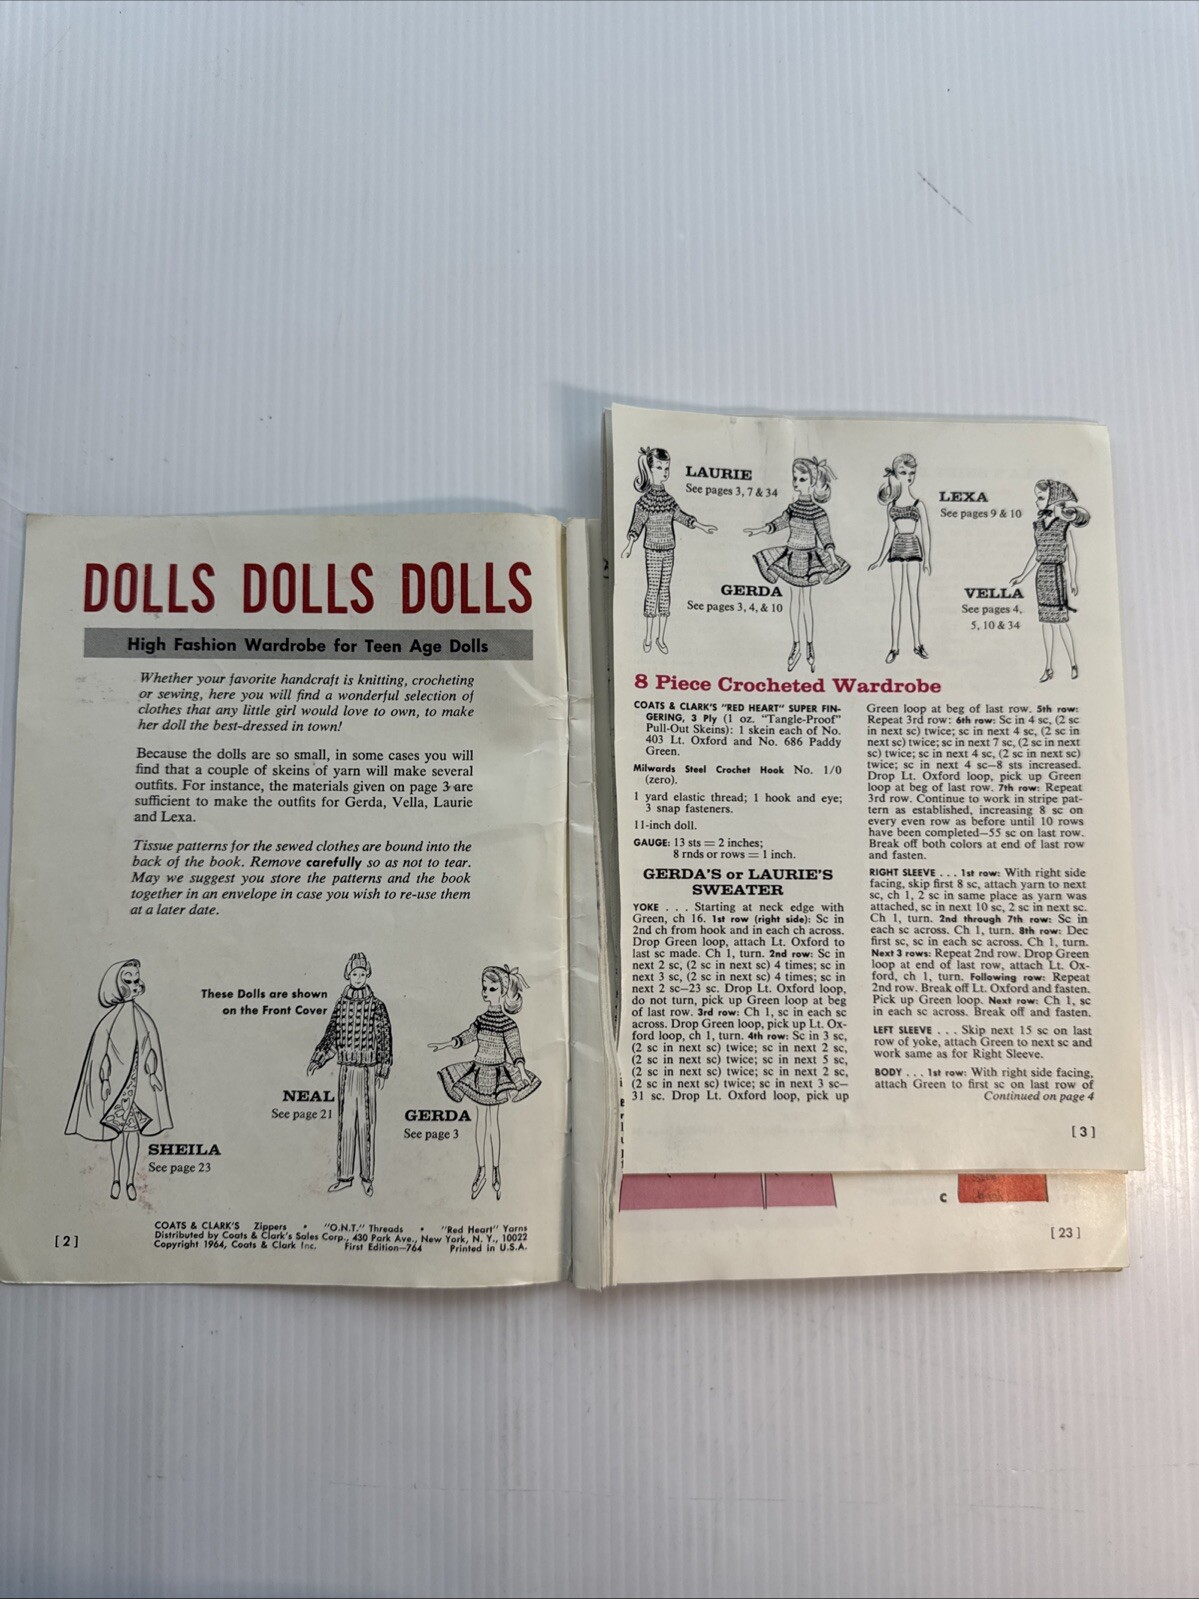 DOLLS DOLLS DOLLS
High Fashion Wardrobe for Teen Age Dolls
Whether your favorite handcraft is knitting, crocheting
or sewing, here you will find a wonderful selection of
clothes that any little girl would love to own, to make
her doll the best-dressed in town!
Because the dolls are so small, in some cases you will
find that a couple of skeins of yarn will make several
outfits. For instance, the materials given on page 3 are
sufficient to make the outfits for Gerda, Vella, Laurie
and Lexa.
Tissue patterns for the sewed clothes are bound into the
back of the book. Remove carefully so as not to tear.
May we suggest you store the patterns and the book
together in an envelope in case you wish to re-use them
at a later date.
These Dolls are shown
on the Front Cover
NEAL
See page 21
GERDA
See page 3
SHEILA
See page 23
COATS & CLARK'S Zippers • "O.N.T." Threads • "Red Heart" Yarns
Distributed by Coats & Clark's Sales Corp., 430 Park Ave., New York, N. Y., 10022
Copyright 1964, Coats & Clark Inc. First Edition—764 Printed in U.S.A.
[ 2 ]
LAURIE
See pages 3, 7 & 34
GERDA
See pages 3, 4, & 10
LEXA
See pages 9 & 10
VELLA
See pages 4,
5, 10 & 34
8 Piece Crocheted Wardrobe
COATS & CLARK'S "RED HEART" SUPER FIN-
GERING, 3 Ply (1 oz. "Tangle-Proof"
Pull-Out Skeins): 1 skein each of No.
403 Lt. Oxford and No. 686 Paddy
Green.
Milwards Steel Crochet Hook No. 1/0
(zero).
1 yard elastic thread; 1 hook and eye;
3 snap fasteners.
11-inch doll.
GAUGE: 13 sts = 2 inches;
8 rnds or rows = 1 inch.
GERDA'S or LAURIE'S
SWEATER
YOKE . . . Starting at neck edge with
Green, ch 16. 1st row (right side): Sc in
2nd ch from hook and in each ch across.
Drop Green loop, attach Lt. Oxford to
last sc made. Ch 1, turn. 2nd row: Sc in
next 2 sc, (2 sc in next sc) 4 times; sc in
next 3 sc, (2 sc in next sc) 4 times; sc in
next 2 sc—23 sc. Drop Lt. Oxford loop,
do not turn, pick up Green loop at beg
of last row. 3rd row: Ch 1, sc in each sc
across. Drop Green loop, pick up Lt. Ox-
ford loop, ch 1, turn. 4th row: Sc in 3 sc,
(2 sc in next sc) twice; sc in next 2 sc,
(2 sc in next sc) twice; sc in next 5 sc,
(2 sc in next sc) twice; sc in next 2 sc,
(2 sc in next sc) twice; sc in next 3 sc—
31 sc. Drop Lt. Oxford loop, pick up
Green loop at beg of last row. 5th row:
Repeat 3rd row: 6th row: Sc in 4 sc, (2 sc
in next sc) twice; sc in next 4 sc, (2 sc in
next sc) twice; sc in next 7 sc, (2 sc in next
sc) twice; sc in next 4 sc, (2 sc in next sc)
twice; sc in next 4 sc—8 sts increased.
Drop Lt. Oxford loop, pick up Green
loop at beg of last row. 7th row: Repeat
3rd row. Continue to work in stripe pat-
tern as established, increasing 8 sc on
every even row as before until 10 rows
have been completed—55 sc on last row.
Break off both colors at end of last row
and fasten.
RIGHT SLEEVE . . . 1st row: With right side
facing, skip first 8 sc, attach yarn to next
sc, ch 1, 2 sc in same place as yarn was
attached, sc in next 10 sc, 2 sc in next sc.
Ch 1, turn. 2nd through 7th row: Sc in
each sc across. Ch 1, turn. 8th row: Dec
first sc, sc in each sc across. Ch 1, turn.
Next 3 rows: Repeat 2nd row. Drop Green
loop at end of last row, attach Lt. Ox-
ford, ch 1, turn. Following row: Repeat
2nd row. Break off Lt. Oxford and fasten.
Pick up Green loop. Next row: Ch 1, sc
in each sc across. Break off and fasten.
LEFT SLEEVE . . . Skip next 15 sc on last
row of yoke, attach Green to next sc and
work same as for Right Sleeve.
BODY . . . 1st row: With right side facing,
attach Green to first sc on last row of
Continued on page 4
[ 3 ]
C
[ 23 ]